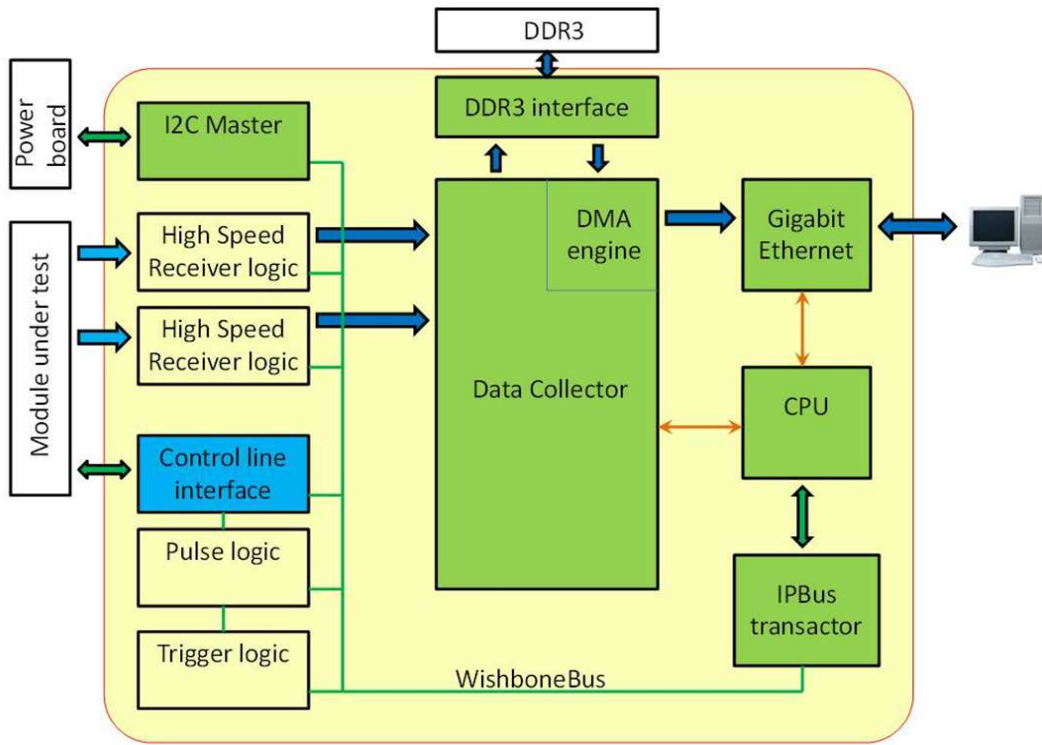 DDR3
DDR3 interface
Power
board
I2C Master
Module under test
High Speed
Receiver logic
High Speed
Receiver logic
Control line
interface
Pulse logic
Trigger logic
DMA
engine
Data Collector
Gigabit
Ethernet
CPU
IPBus
transactor
WishboneBus